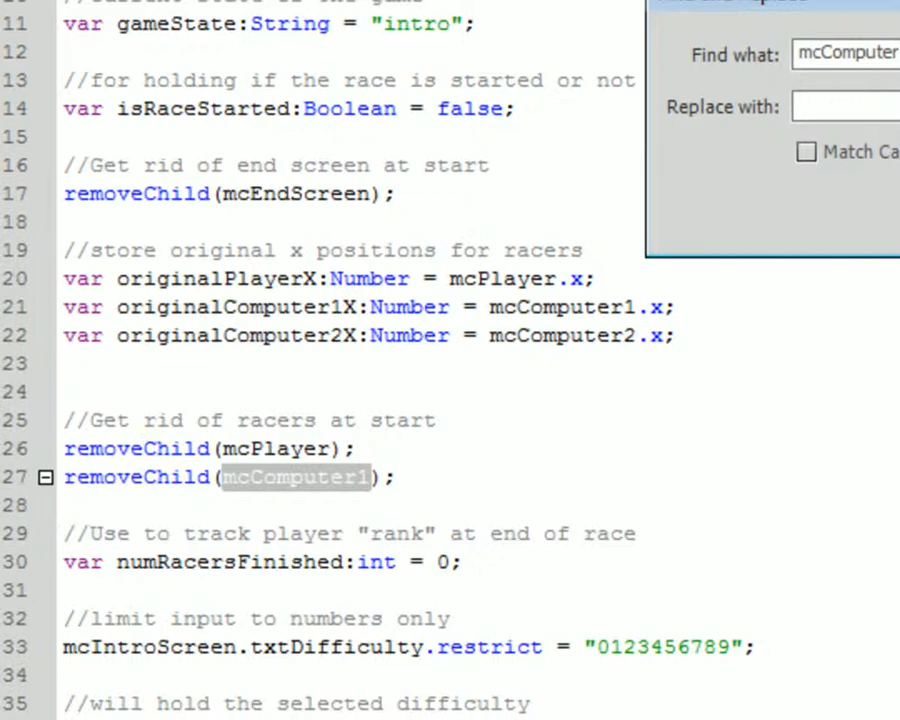 11 var gameState:String = "intro";
12
13 //for holding if the race is started or not
14 var isRaceStarted:Boolean = false;
15
16 //Get rid of end screen at start
17 removeChild(mcEndScreen);
18
19 //store original x positions for racers
20 var originalPlayerX:Number = mcPlayer.x;
21 var originalComputer1X:Number = mcComputer1.x;
22 var originalComputer2X:Number = mcComputer2.x;
23
24
25 //Get rid of racers at start
26 removeChild(mcPlayer);
27 removeChild(mcComputer1);
28
29 //Use to track player "rank" at end of race
30 var numRacersFinished:int = 0;
31
32 //limit input to numbers only
33 mcIntroScreen.txtDifficulty.restrict = "0123456789";
34
35 //will hold the selected difficulty
Find what: mcComputer
Replace with:
Match Ca